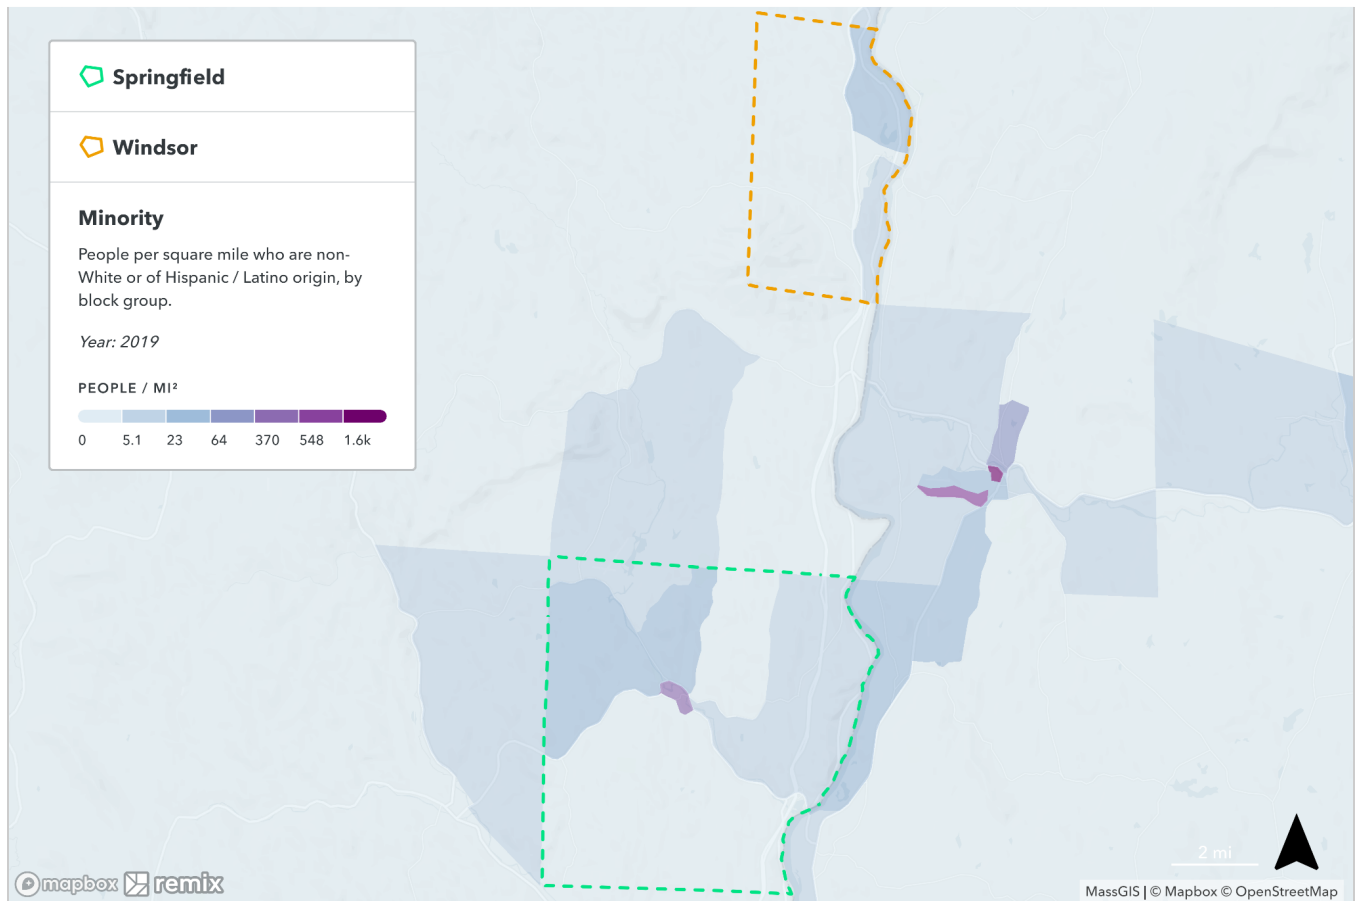 Springfield
Windsor
Minority
People per square mile who are non-
White or of Hispanic / Latino origin, by
block group.
Year: 2019
PEOPLE / MI²
0 5.1 23 64 370 548 1.6k
2 mi
mapbox remix
MassGIS | © Mapbox © OpenStreetMap